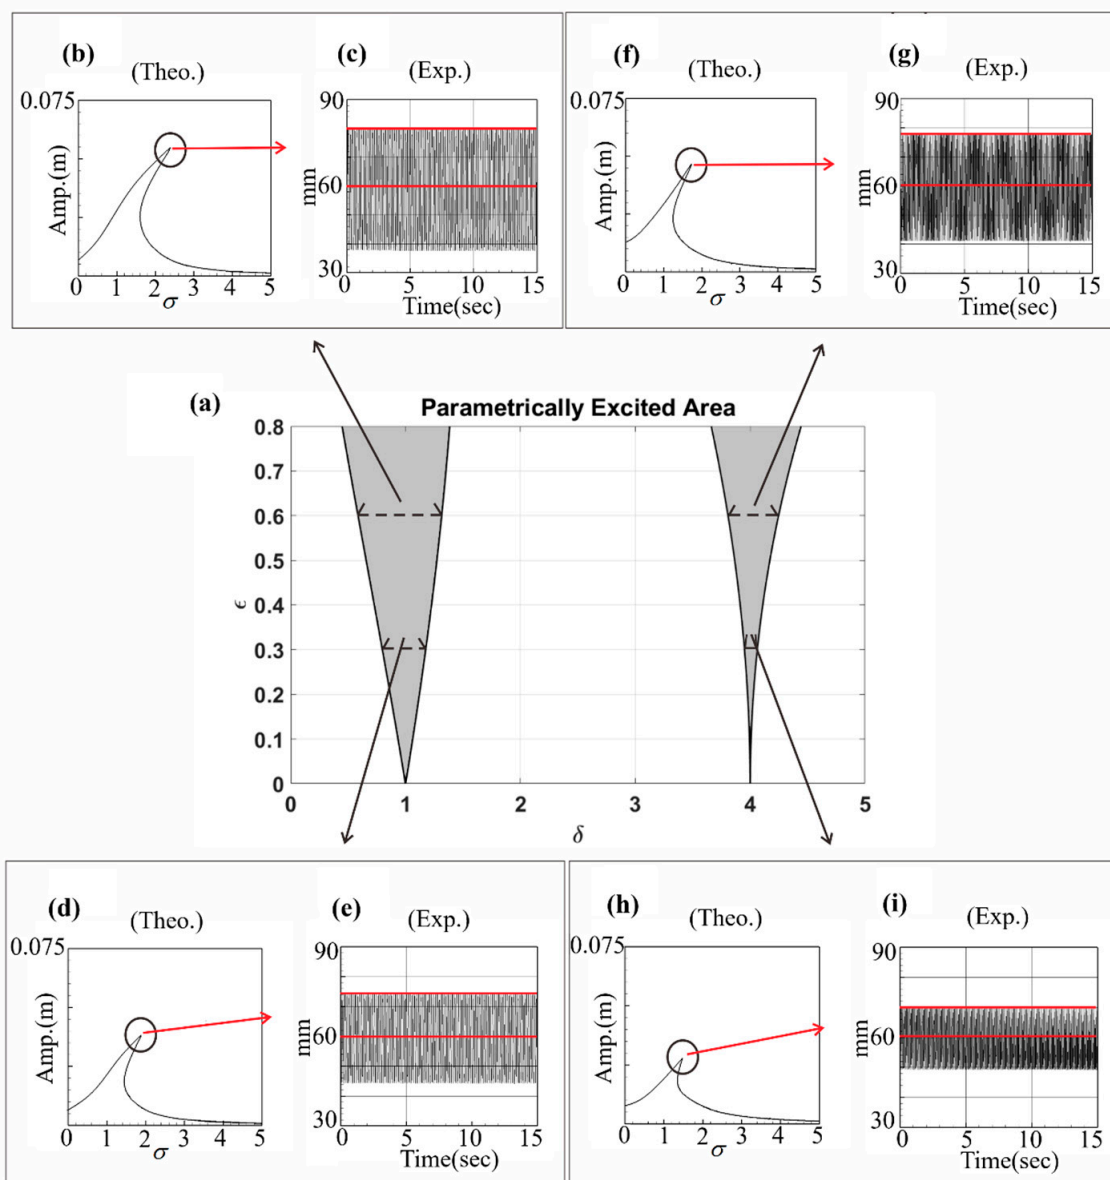 (b)
(Theo.)
0.075
Amp.(m)
0 1 2 3 4 5
σ
(c)
(Exp.)
90
60
30
mm
0 5 10 15
Time(sec)
(f)
(Theo.)
0.075
Amp.(m)
0 1 2 3 4 5
σ
(g)
(Exp.)
90
60
30
mm
0 5 10 15
Time(sec)
(a)
Parametrically Excited Area
0.8
0.7
0.6
0.5
0.4
0.3
0.2
0.1
0
ϵ
0 1 2 3 4 5
δ
(d)
(Theo.)
0.075
Amp.(m)
0 1 2 3 4 5
σ
(e)
(Exp.)
90
60
30
mm
0 5 10 15
Time(sec)
(h)
(Theo.)
0.075
Amp.(m)
0 1 2 3 4 5
σ
(i)
(Exp.)
90
60
30
mm
0 5 10 15
Time(sec)